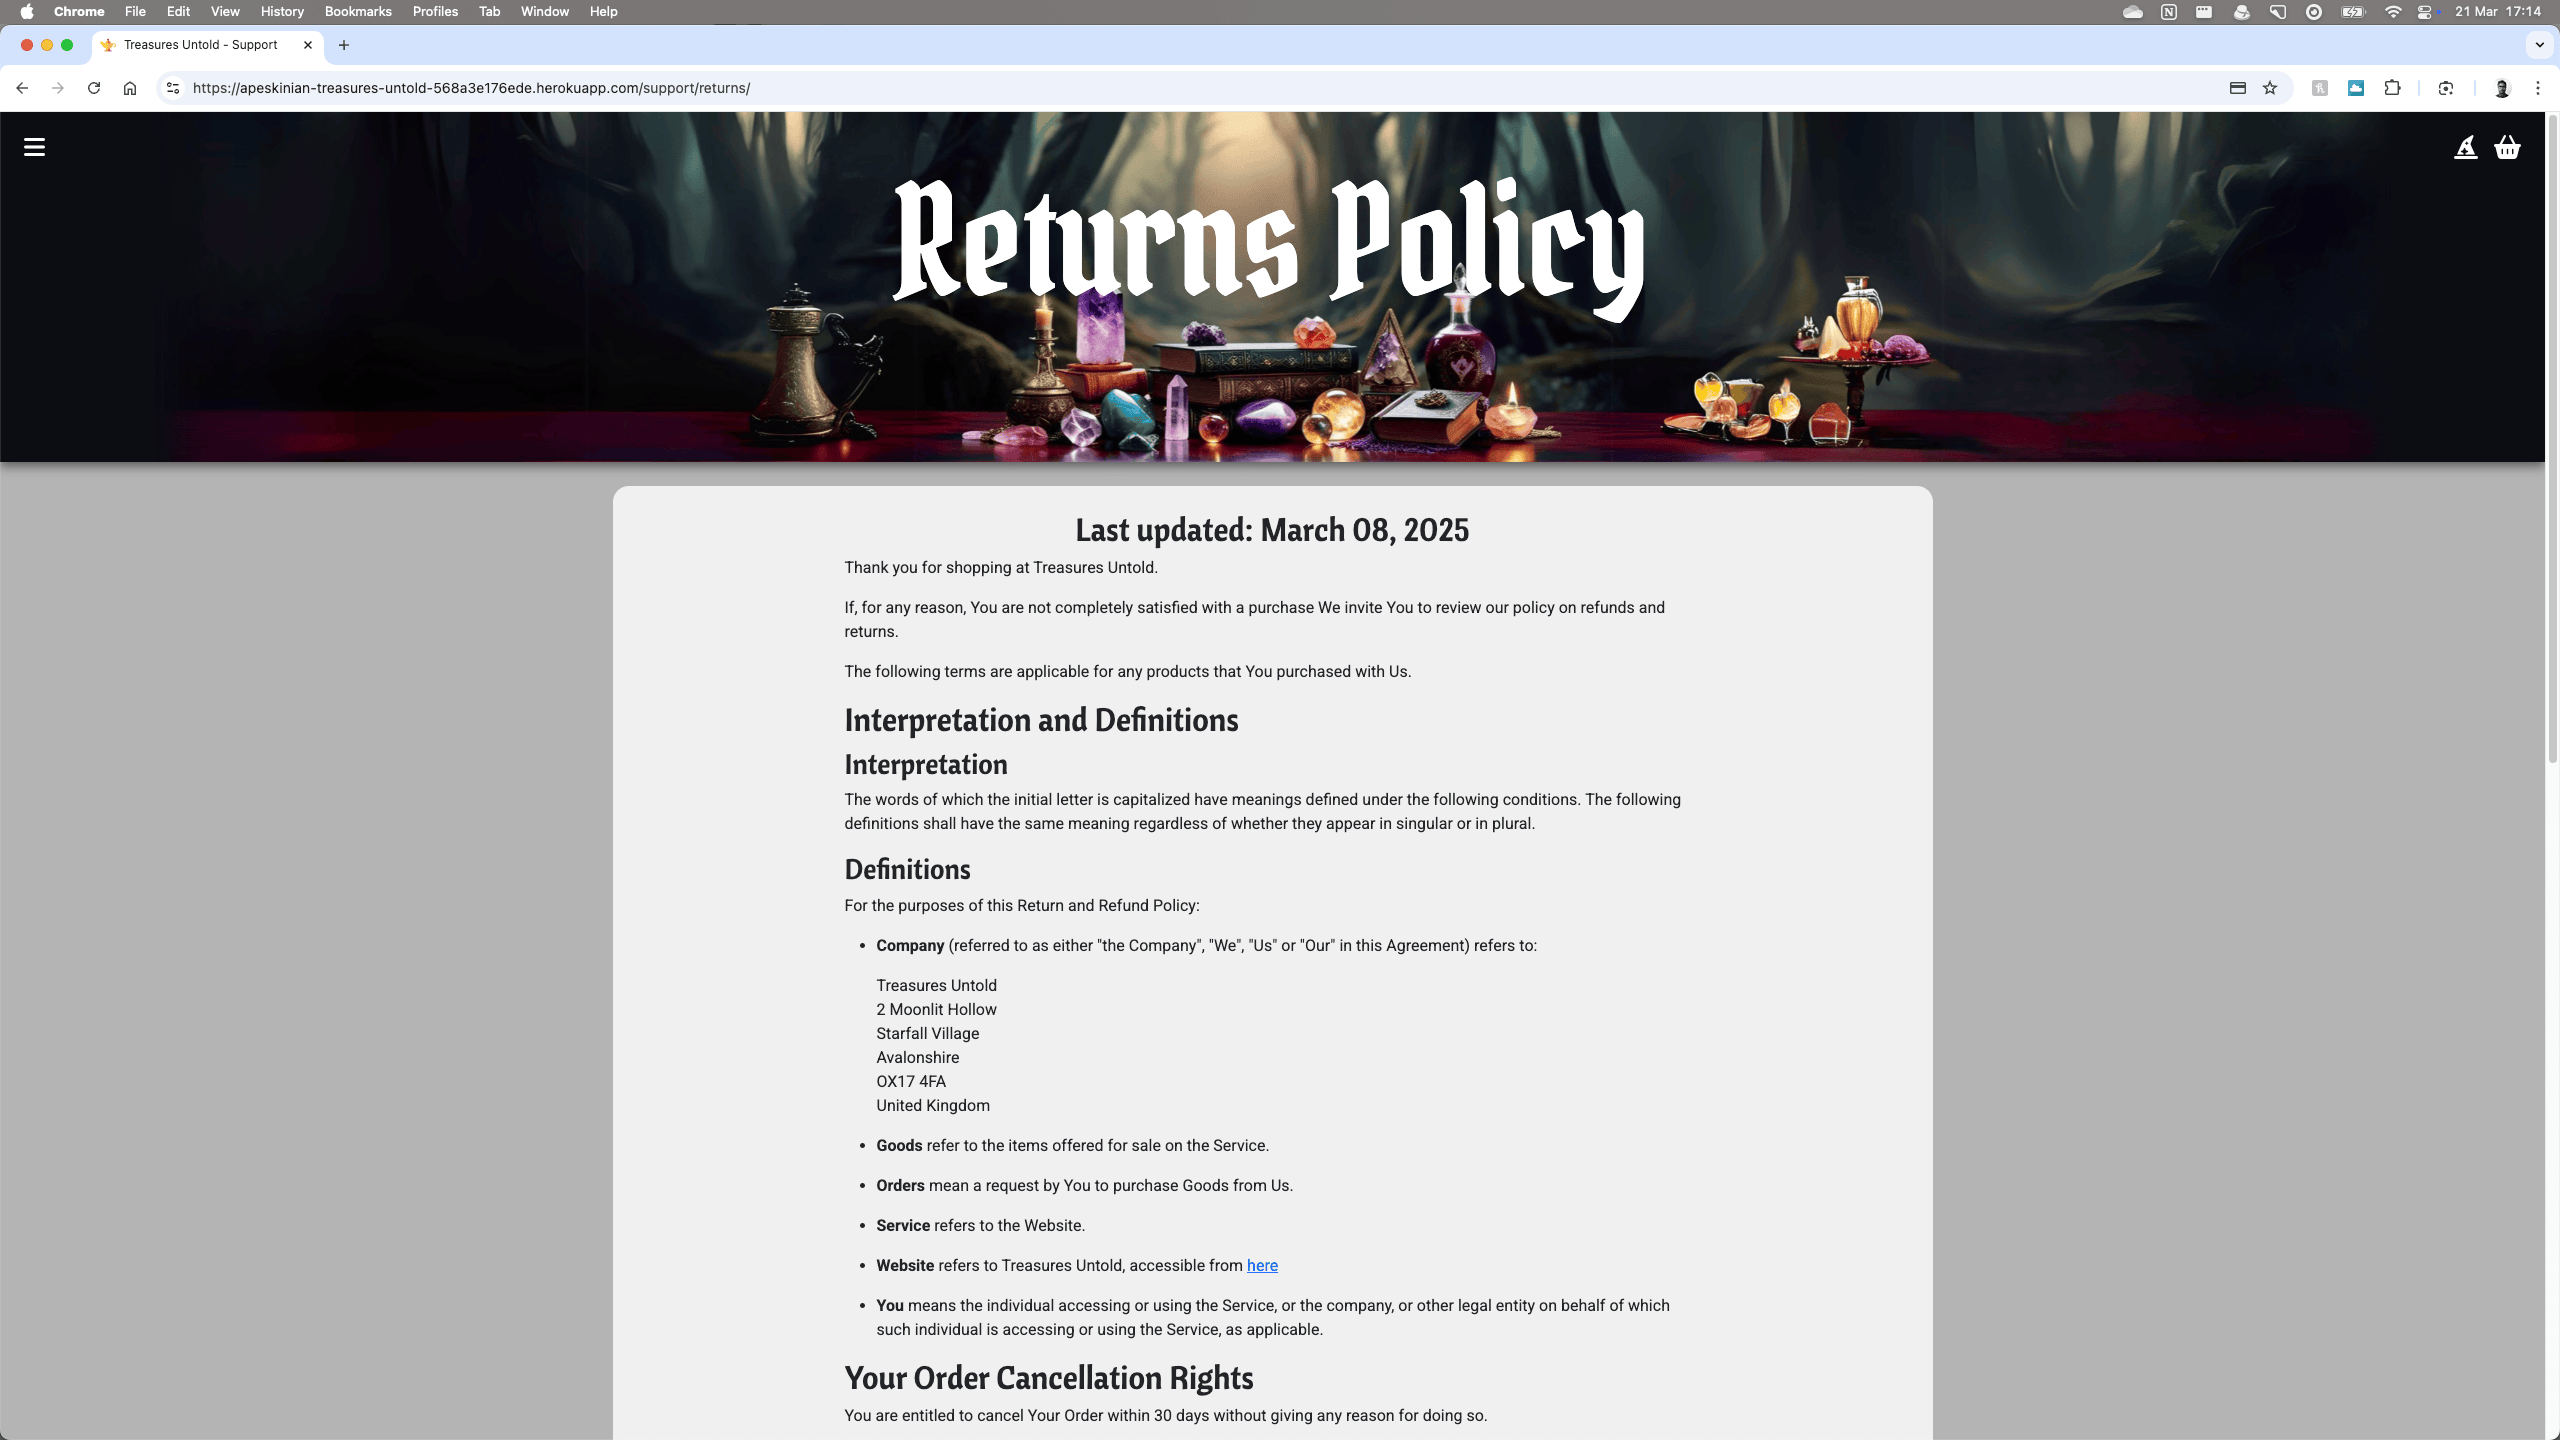 Chrome File Edit View History Bookmarks Profiles Tab Window Help
21 Mar 17:14
Treasures Untold - Support
https://apeskinian-treasures-untold-568a3e176ede.herokuapp.com/support/returns/
Returns Policy
Last updated: March 08, 2025
Thank you for shopping at Treasures Untold.
If, for any reason, You are not completely satisfied with a purchase We invite You to review our policy on refunds and
returns.
The following terms are applicable for any products that You purchased with Us.
Interpretation and Definitions
Interpretation
The words of which the initial letter is capitalized have meanings defined under the following conditions. The following
definitions shall have the same meaning regardless of whether they appear in singular or in plural.
Definitions
For the purposes of this Return and Refund Policy:
• Company (referred to as either "the Company", "We", "Us" or "Our" in this Agreement) refers to:
Treasures Untold
2 Moonlit Hollow
Starfall Village
Avalonshire
OX17 4FA
United Kingdom
• Goods refer to the items offered for sale on the Service.
• Orders mean a request by You to purchase Goods from Us.
• Service refers to the Website.
• Website refers to Treasures Untold, accessible from here
• You means the individual accessing or using the Service, or the company, or other legal entity on behalf of which
such individual is accessing or using the Service, as applicable.
Your Order Cancellation Rights
You are entitled to cancel Your Order within 30 days without giving any reason for doing so.